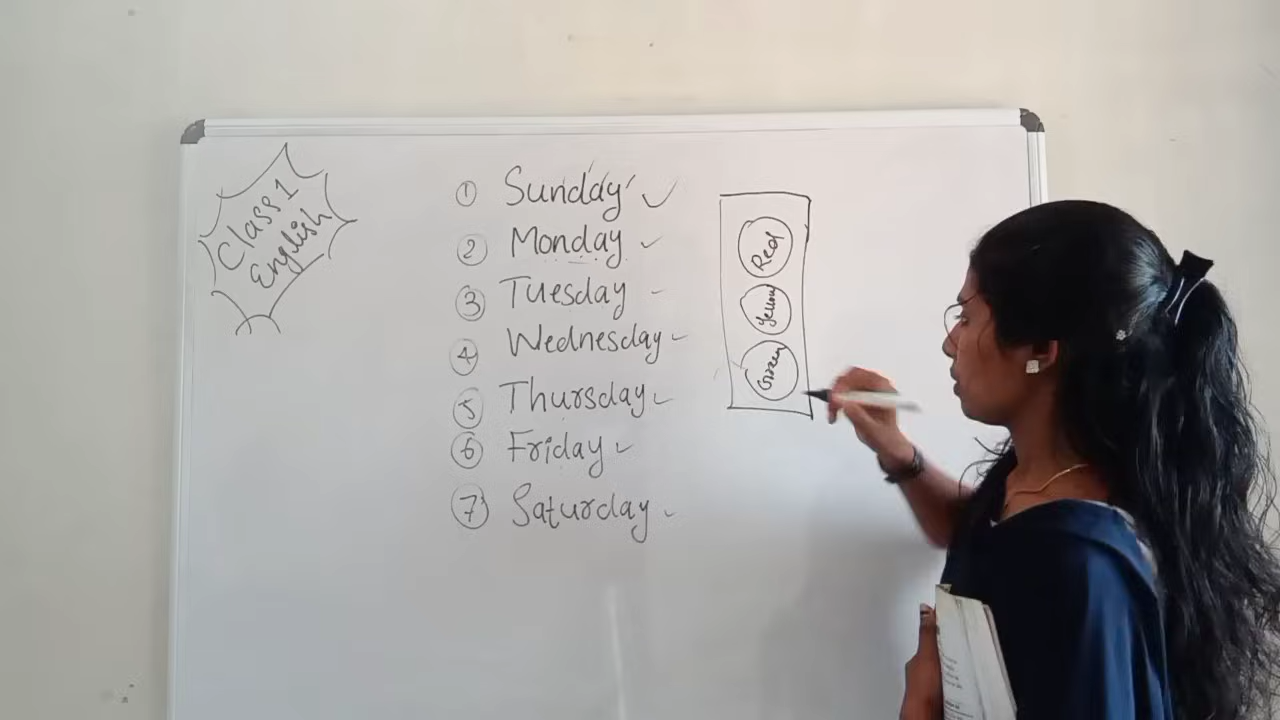 Class 1
English
① Sunday ✓
② Monday ✓
③ Tuesday -
④ Wednesday ✓
⑤ Thursday ✓
⑥ Friday ✓
⑦ Saturday ✓
Red
Yellow
Green